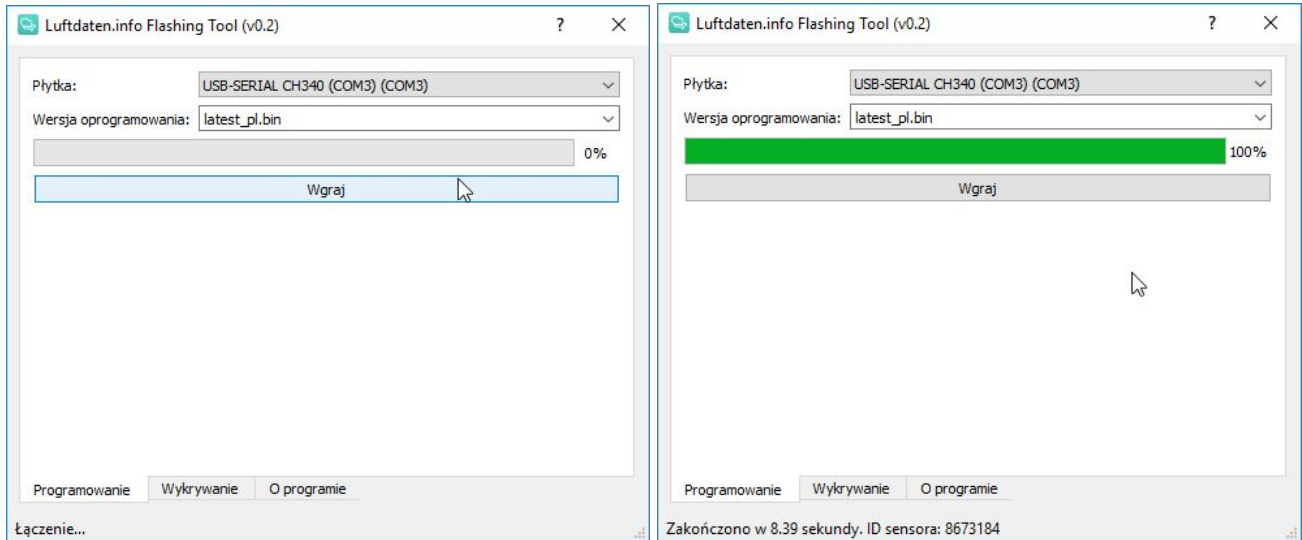 Luftdaten.info Flashing Tool (v0.2)
Płytka: USB-SERIAL CH340 (COM3) (COM3)
Wersja oprogramowania: latest_pl.bin
0%
Wgraj
Programowanie Wykrywanie O programie
Łączenie...
Luftdaten.info Flashing Tool (v0.2)
Płytka: USB-SERIAL CH340 (COM3) (COM3)
Wersja oprogramowania: latest_pl.bin
100%
Wgraj
Programowanie Wykrywanie O programie
Zakończono w 8.39 sekundy. ID sensora: 8673184